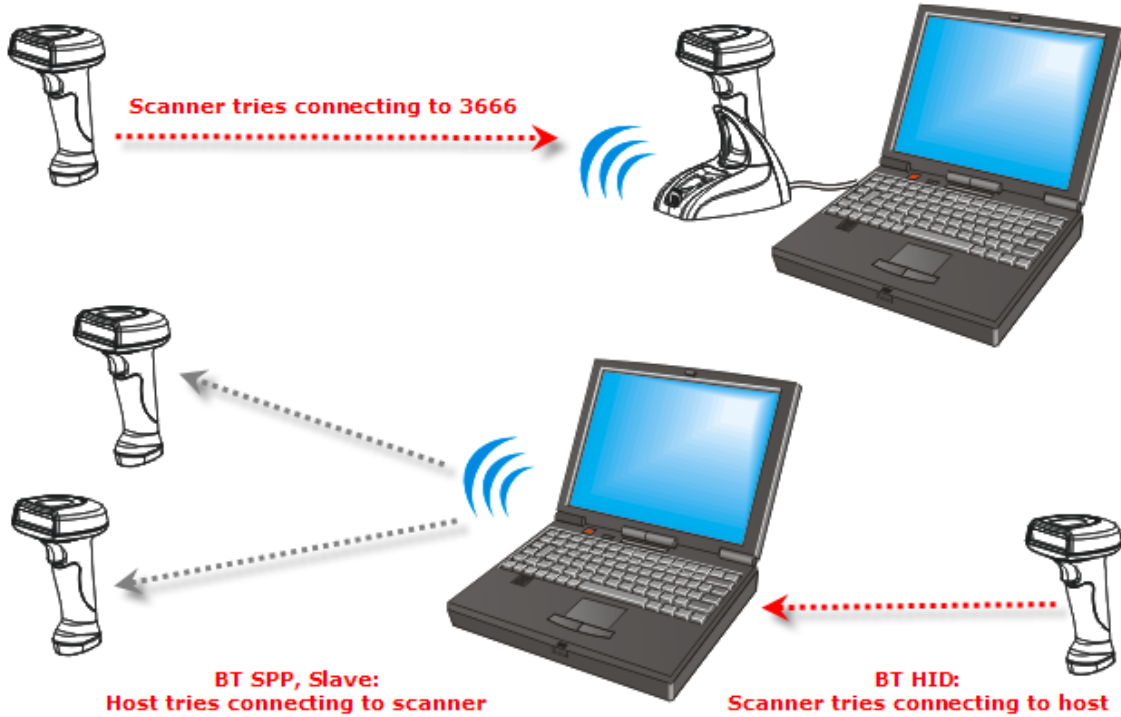 Scanner tries connecting to 3666
BT SPP, Slave:
Host tries connecting to scanner
BT HID:
Scanner tries connecting to host